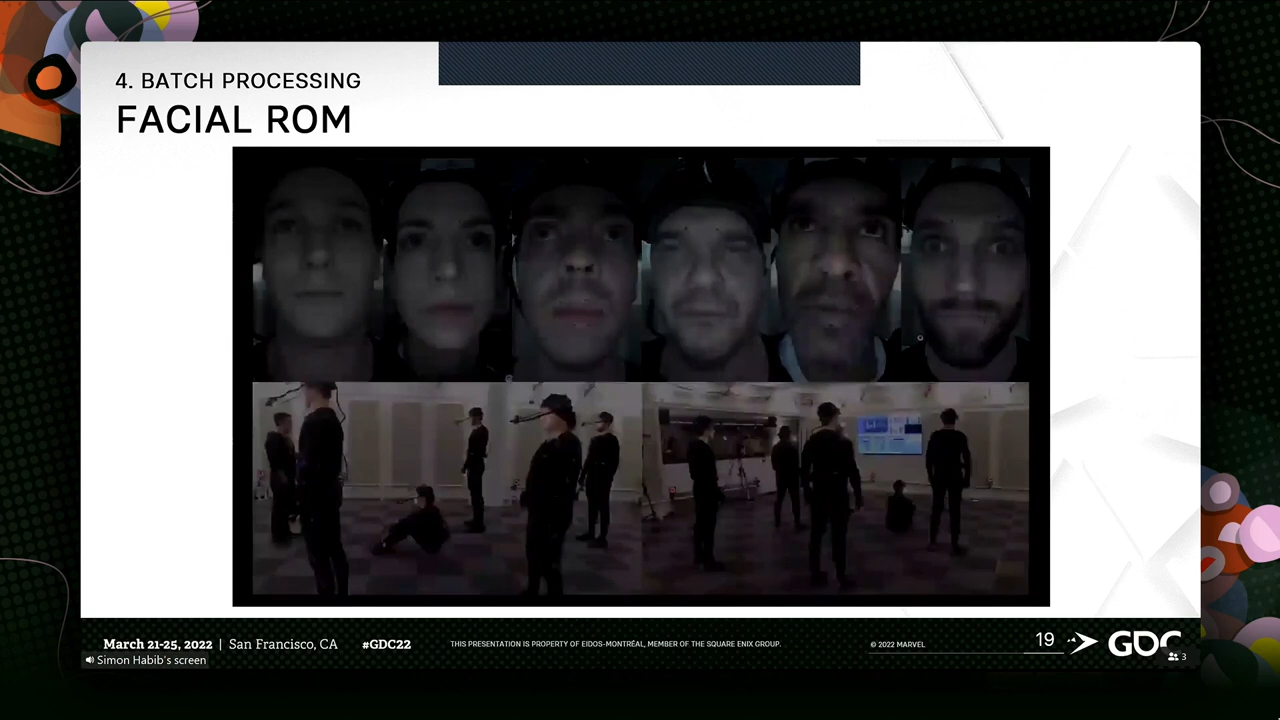 4. BATCH PROCESSING
FACIAL ROM
March 21-25, 2022 | San Francisco, CA
#GDC22
THIS PRESENTATION IS PROPERTY OF EIDOS-MONTRÉAL, MEMBER OF THE SQUARE ENIX GROUP.
© 2022 MARVEL
19
GDC
Simon Habib's screen
3